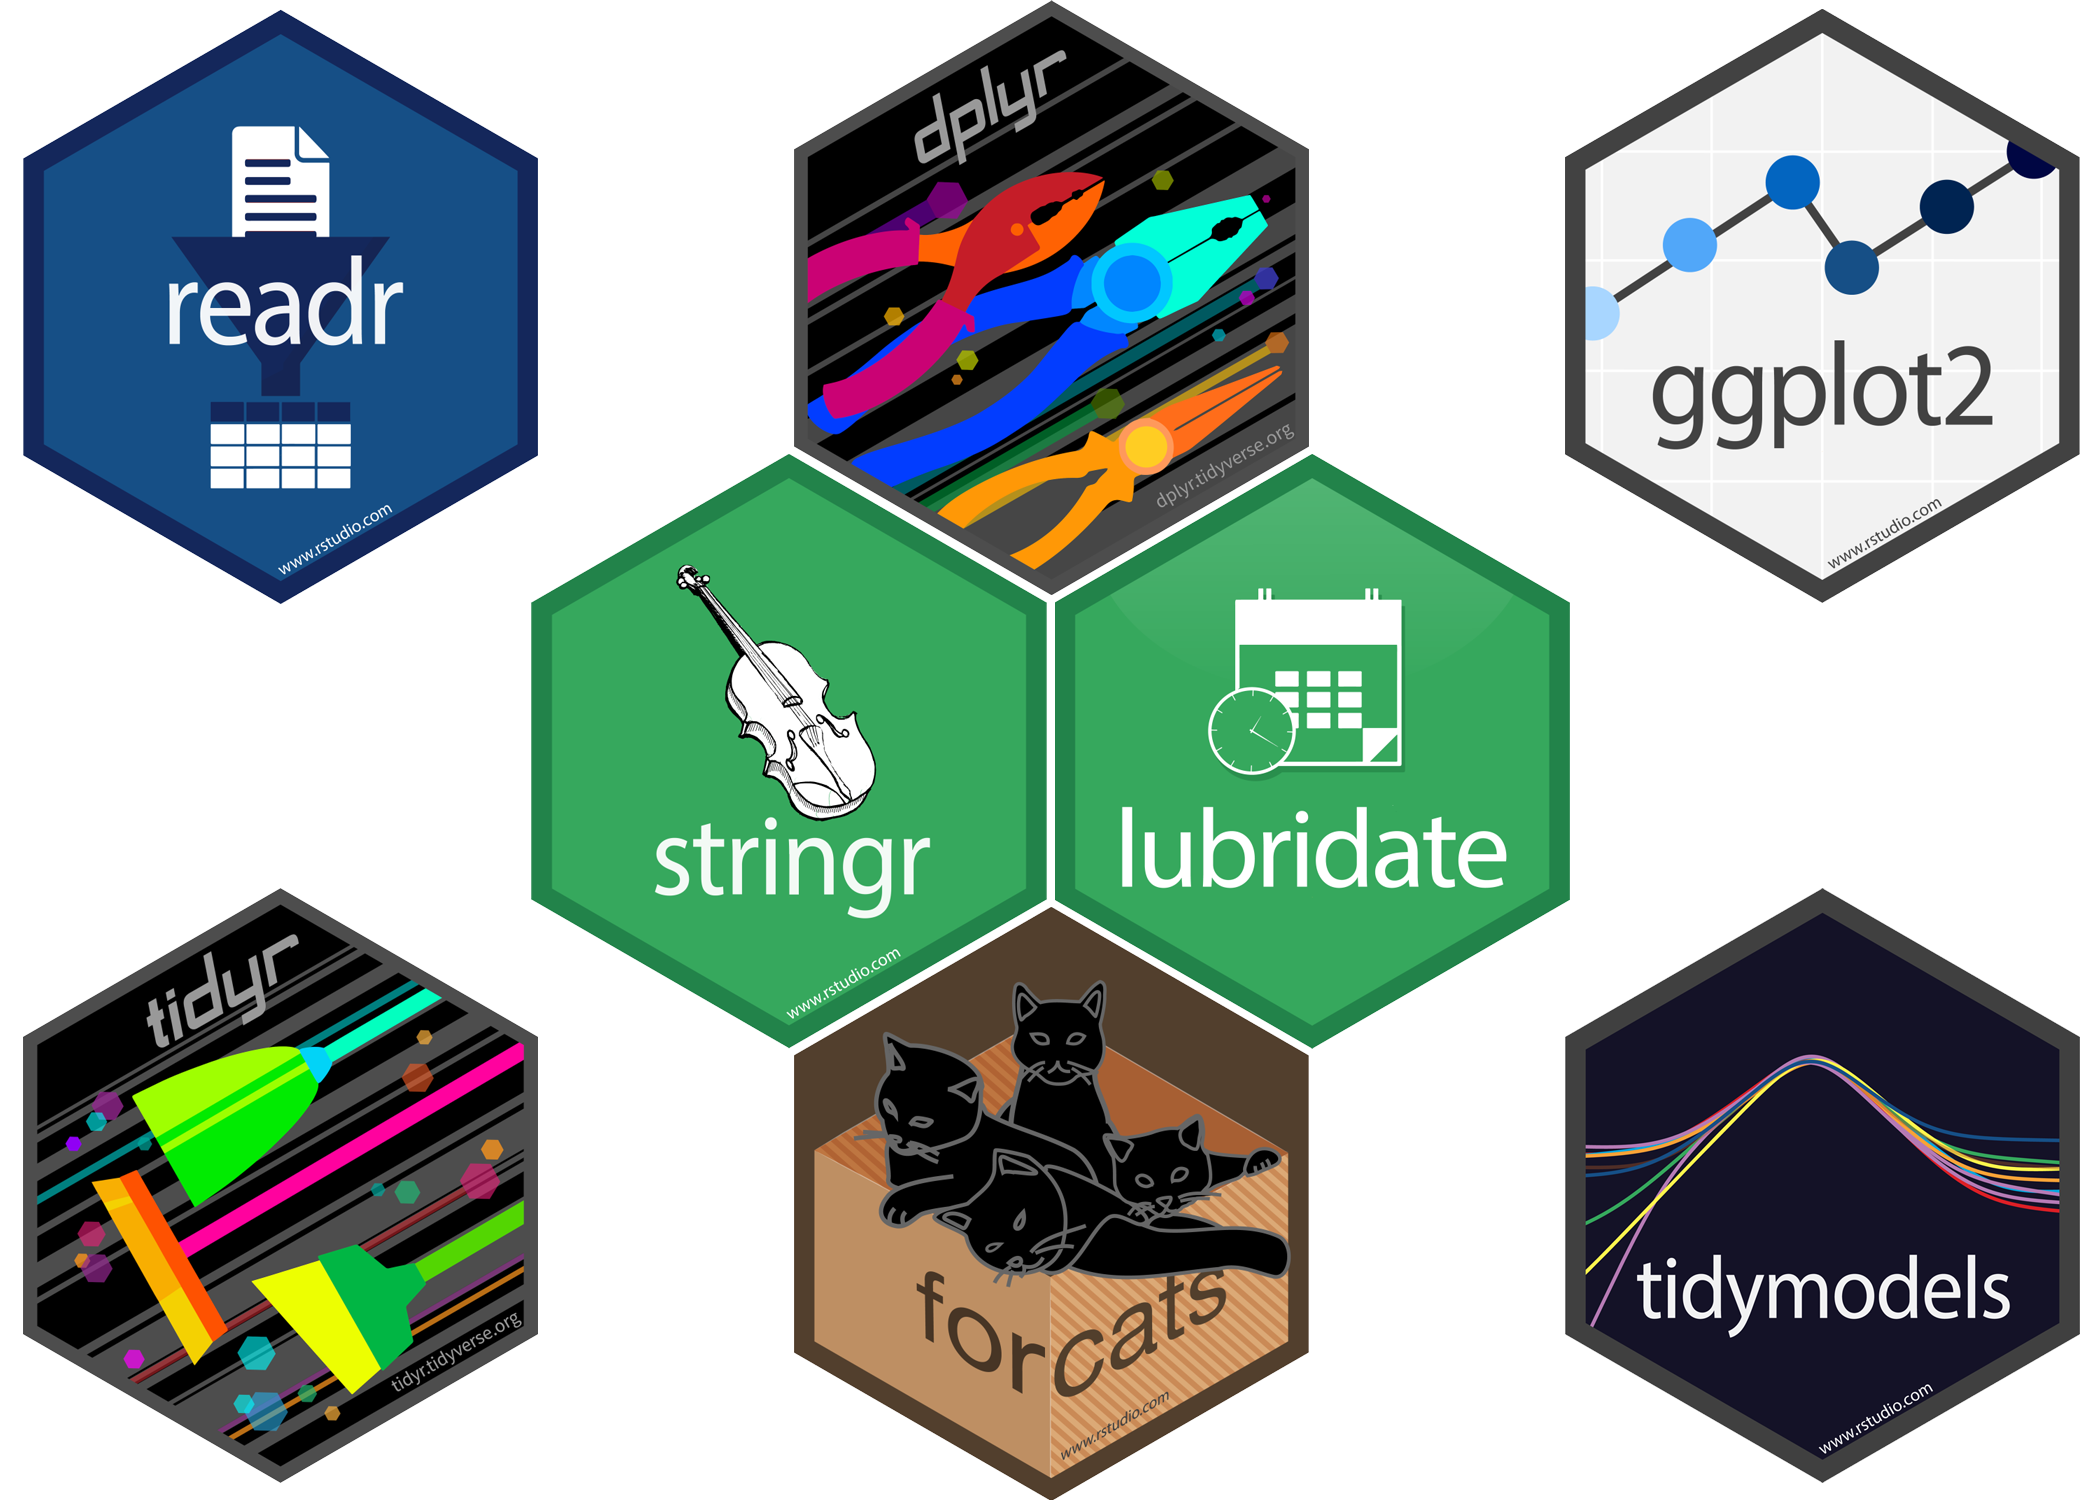 readr
www.rstudio.com
dplyr
dplyr.tidyverse.org
ggplot2
www.rstudio.com
stringr
www.rstudio.com
lubridate
tidyr
tidyr.tidyverse.org
forcats
www.rstudio.com
tidymodels
www.rstudio.com